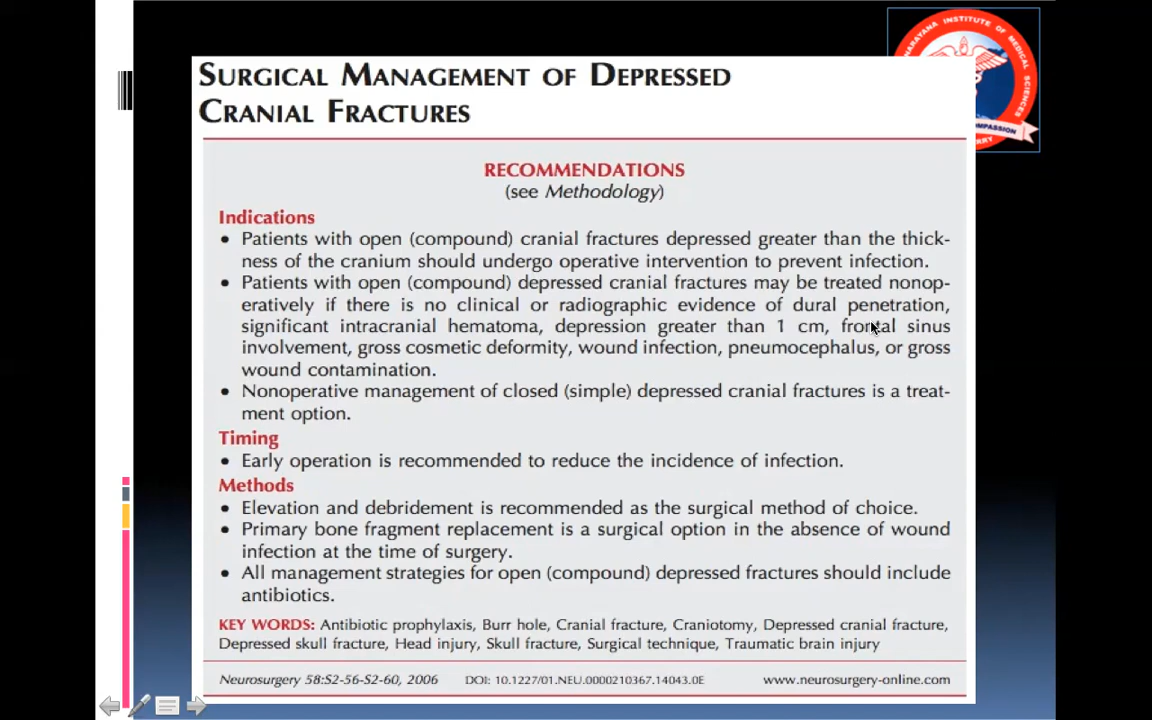 NARAYANA INSTITUTE OF MEDICAL SCIENCES
SURGICAL MANAGEMENT OF DEPRESSED
CRANIAL FRACTURES
RECOMMENDATIONS
(see Methodology)
Indications
• Patients with open (compound) cranial fractures depressed greater than the thick-
ness of the cranium should undergo operative intervention to prevent infection.
• Patients with open (compound) depressed cranial fractures may be treated nonop-
eratively if there is no clinical or radiographic evidence of dural penetration,
significant intracranial hematoma, depression greater than 1 cm, frontal sinus
involvement, gross cosmetic deformity, wound infection, pneumocephalus, or gross
wound contamination.
• Nonoperative management of closed (simple) depressed cranial fractures is a treat-
ment option.
Timing
• Early operation is recommended to reduce the incidence of infection.
Methods
• Elevation and debridement is recommended as the surgical method of choice.
• Primary bone fragment replacement is a surgical option in the absence of wound
infection at the time of surgery.
• All management strategies for open (compound) depressed fractures should include
antibiotics.
KEY WORDS: Antibiotic prophylaxis, Burr hole, Cranial fracture, Craniotomy, Depressed cranial fracture,
Depressed skull fracture, Head injury, Skull fracture, Surgical technique, Traumatic brain injury
Neurosurgery 58:S2-56-S2-60, 2006 DOI: 10.1227/01.NEU.0000210367.14043.0E www.neurosurgery-online.com